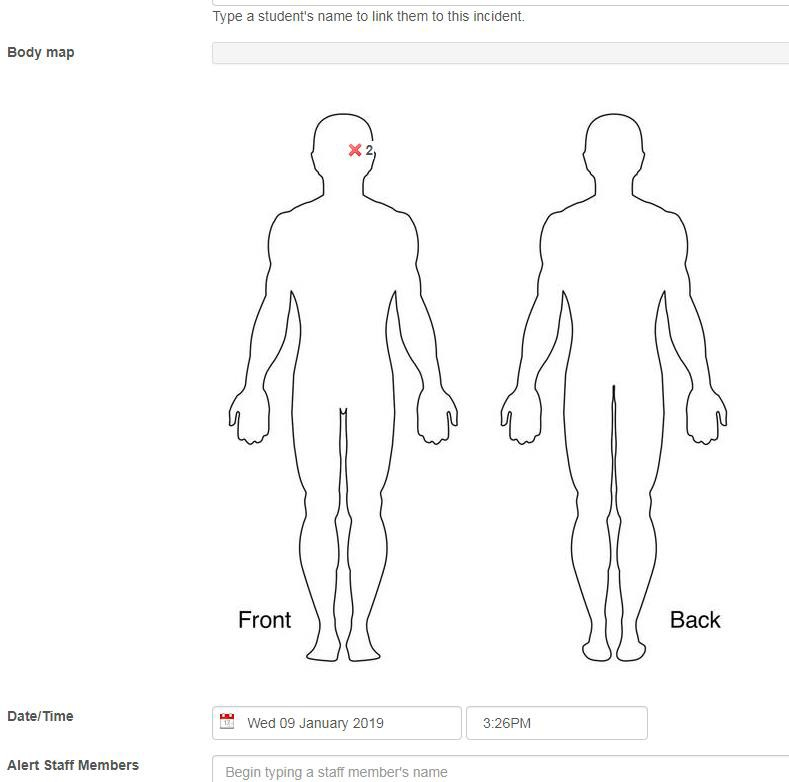 Type a student's name to link them to this incident.
Body map
2
Front
Back
Date/Time
Wed 09 January 2019
3:26PM
Alert Staff Members
Begin typing a staff member's name